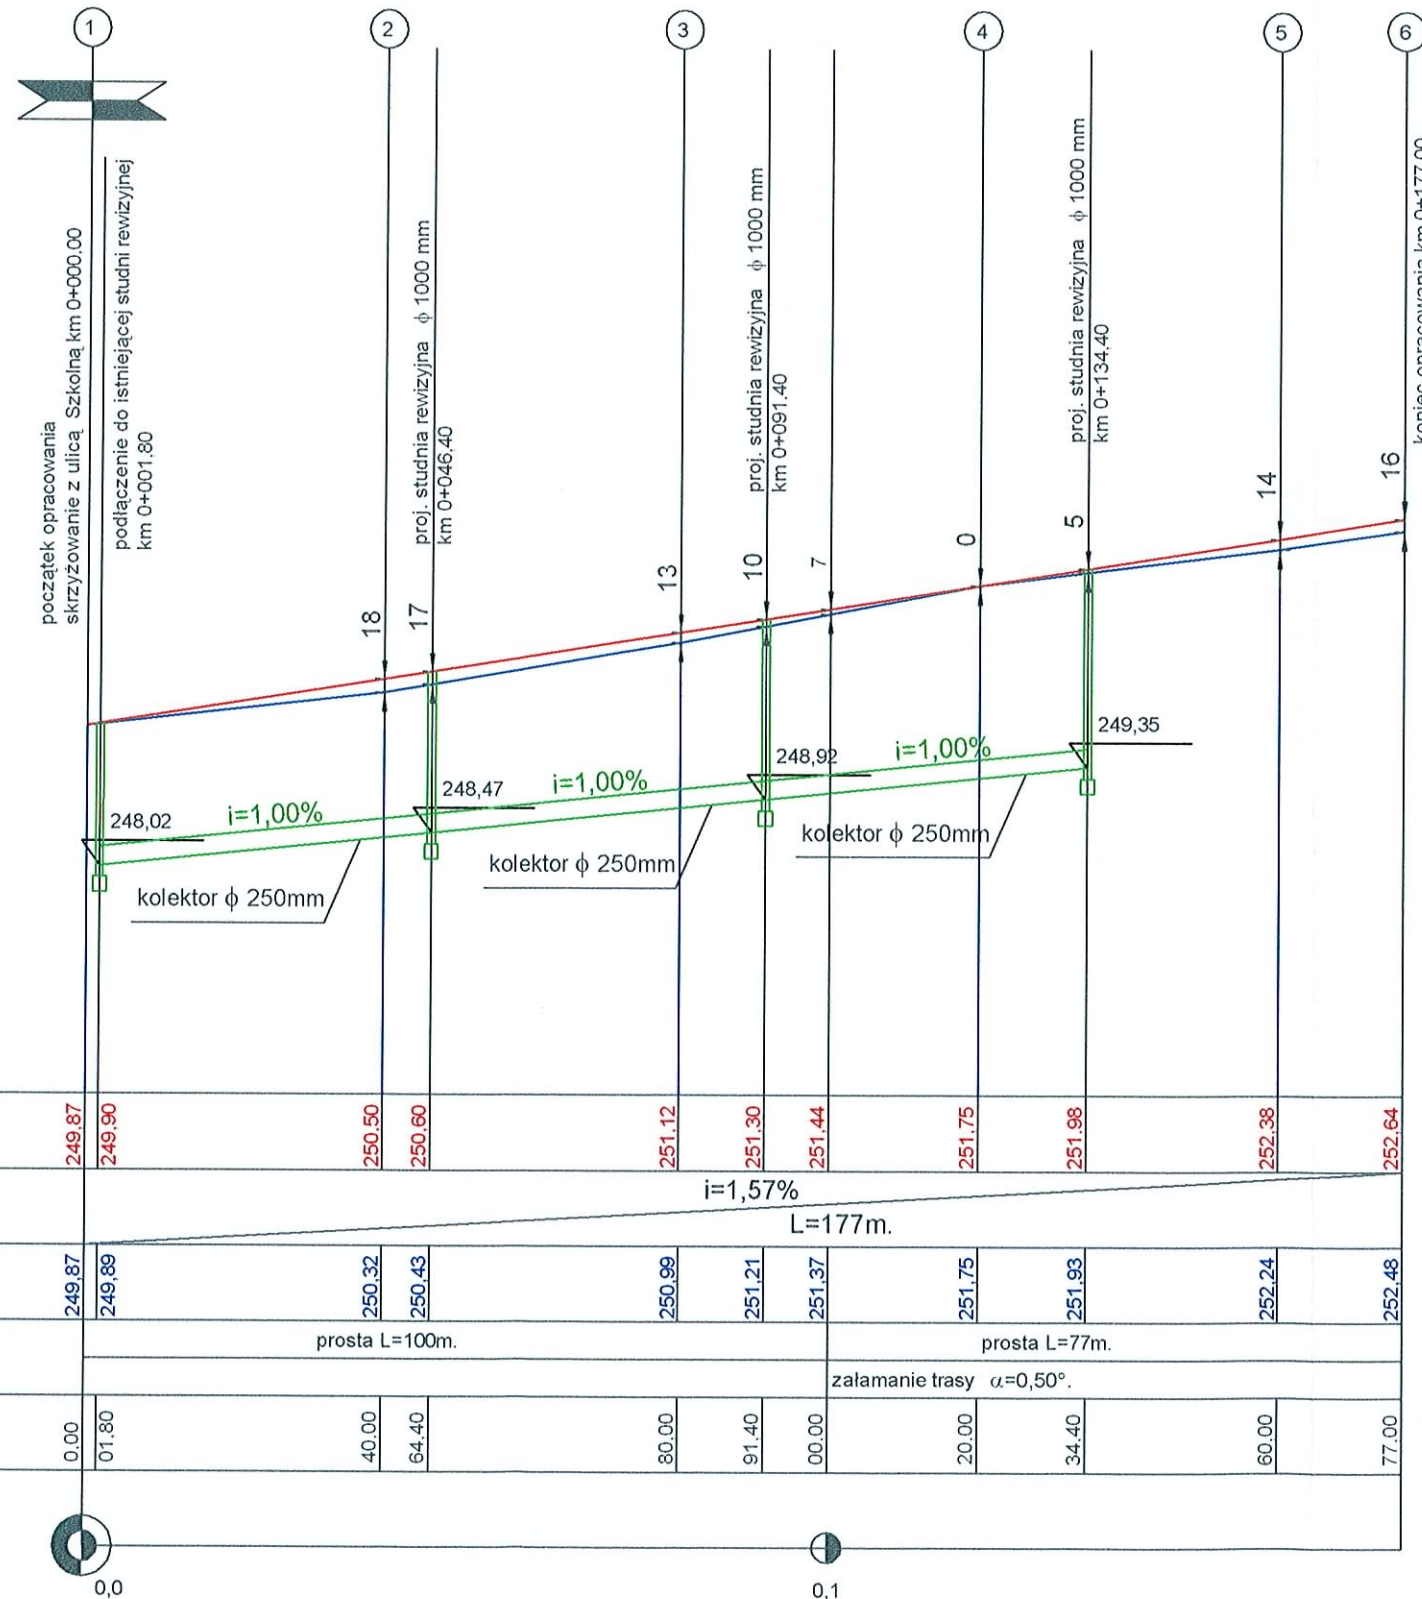 1
2
3
4
5
6
początek opracowania
skrzyżowanie z ulicą Szkolną km 0+000.00
podłączenie do istniejącej studni rewizyjnej
km 0+001.80
proj. studnia rewizyjna ϕ 1000 mm
km 0+046.40
proj. studnia rewizyjna ϕ 1000 mm
km 0+091.40
proj. studnia rewizyjna ϕ 1000 mm
km 0+134.40
koniec opracowania km 0+177.00
18
17
13
10
7
0
5
14
16
248,02
i=1,00%
248,47
i=1,00%
248,92
i=1,00%
249,35
kolektor ϕ 250mm
kolektor ϕ 250mm
kolektor ϕ 250mm
249.87
249.90
250.50
250.60
251.12
251.30
251.44
251.75
251.98
252.38
252.64
i=1,57%
L=177m.
249,87
249,89
250,32
250,43
250,99
251,21
251,37
251,75
251,93
252,24
252,48
prosta L=100m.
prosta L=77m.
załamanie trasy α=0,50°.
0.00
01.80
40.00
64.40
80.00
91.40
00.00
20.00
34.40
60.00
77.00
0,0
0,1